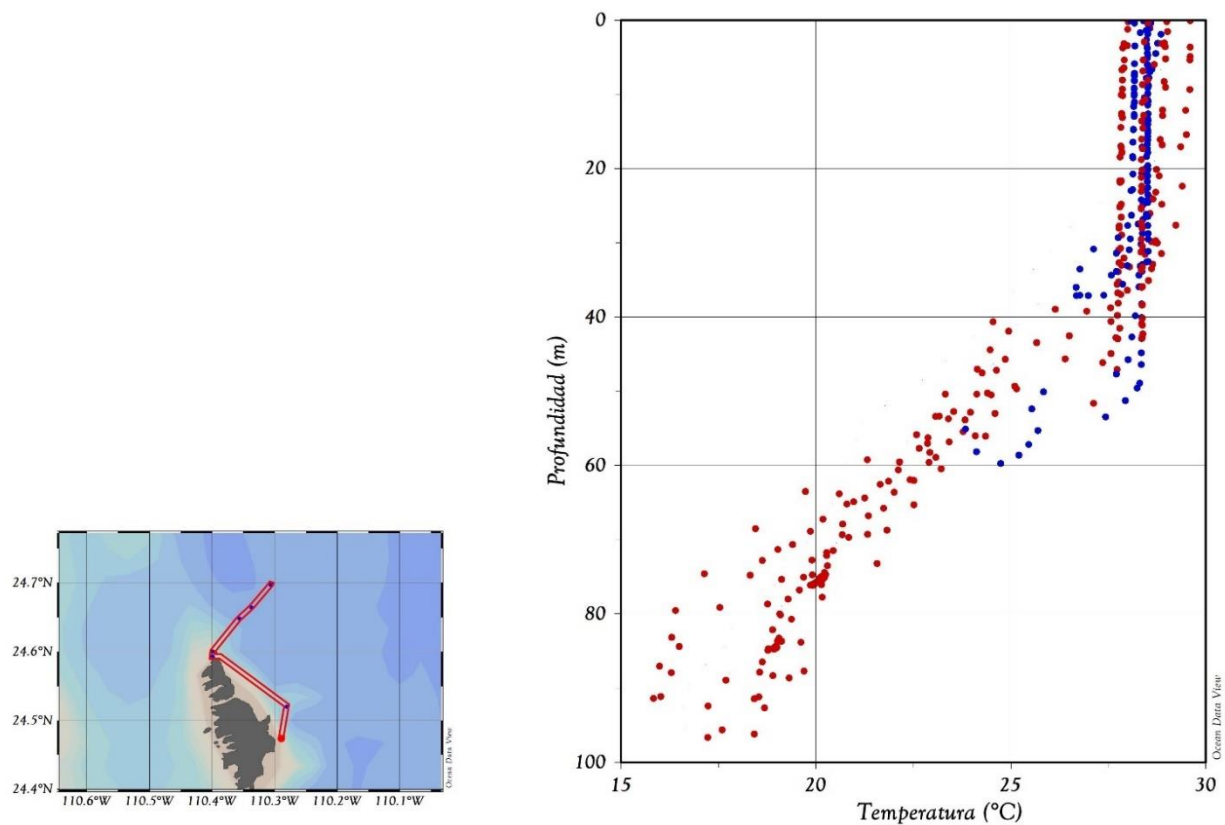 24.7°N
24.6°N
24.5°N
24.4°N
110.6°W 110.5°W 110.4°W 110.3°W 110.2°W 110.1°W
Ocean Data View
0
20
40
60
80
100
Profundidad (m)
15 20 25 30
Temperatura (°C)
Ocean Data View